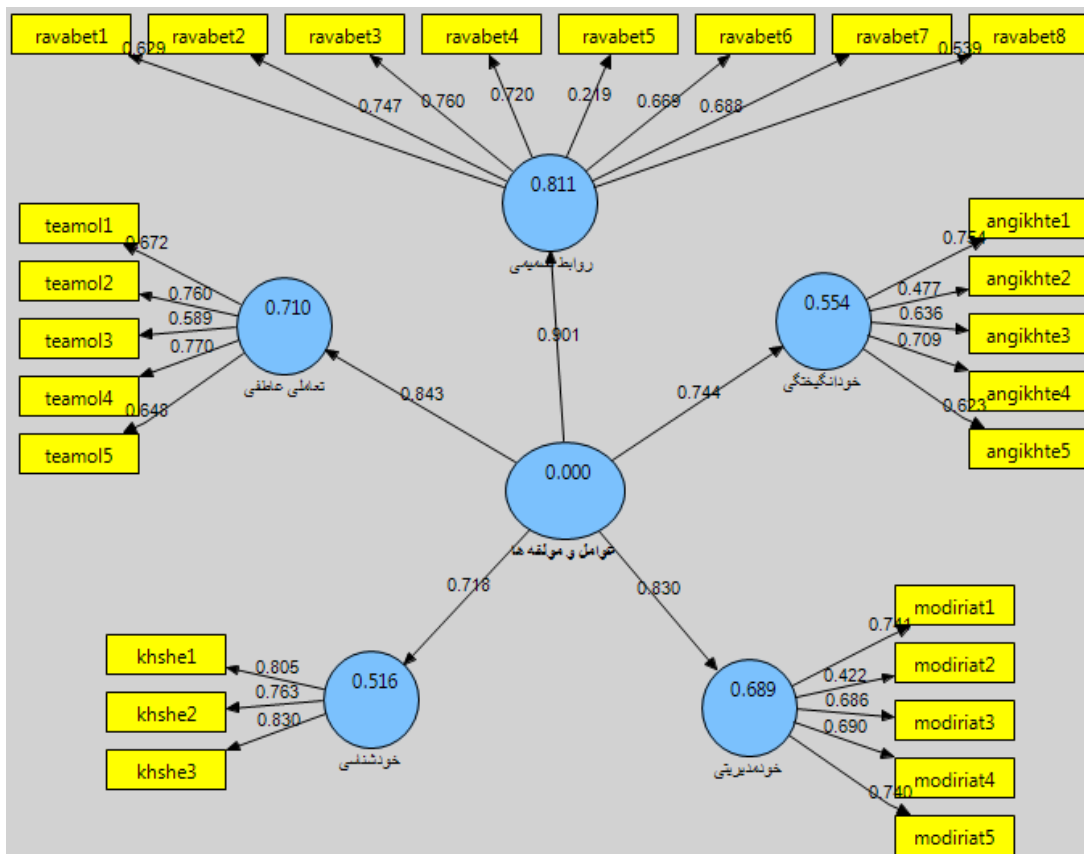 ravabet1 ravabet2 ravabet3 ravabet4 ravabet5 ravabet6 ravabet7 ravabet8
0.629 0.747 0.760 0.720 0.219 0.669 0.688 0.539
0.811
روابط صمیمی
teamol1
teamol2
teamol3
teamol4
teamol5
0.672
0.760
0.589
0.770
0.648
0.710
تعاملی عاطفی
0.843
0.901
0.744
0.554
خودانگیختگی
0.754
0.477
0.636
0.709
0.623
angikhte1
angikhte2
angikhte3
angikhte4
angikhte5
0.000
عوامل و مولفه ها
0.718
0.830
khshe1
khshe2
khshe3
0.805
0.763
0.830
0.516
خودشناسی
0.689
خودمدیریتی
0.741
0.422
0.686
0.690
0.740
modiriat1
modiriat2
modiriat3
modiriat4
modiriat5